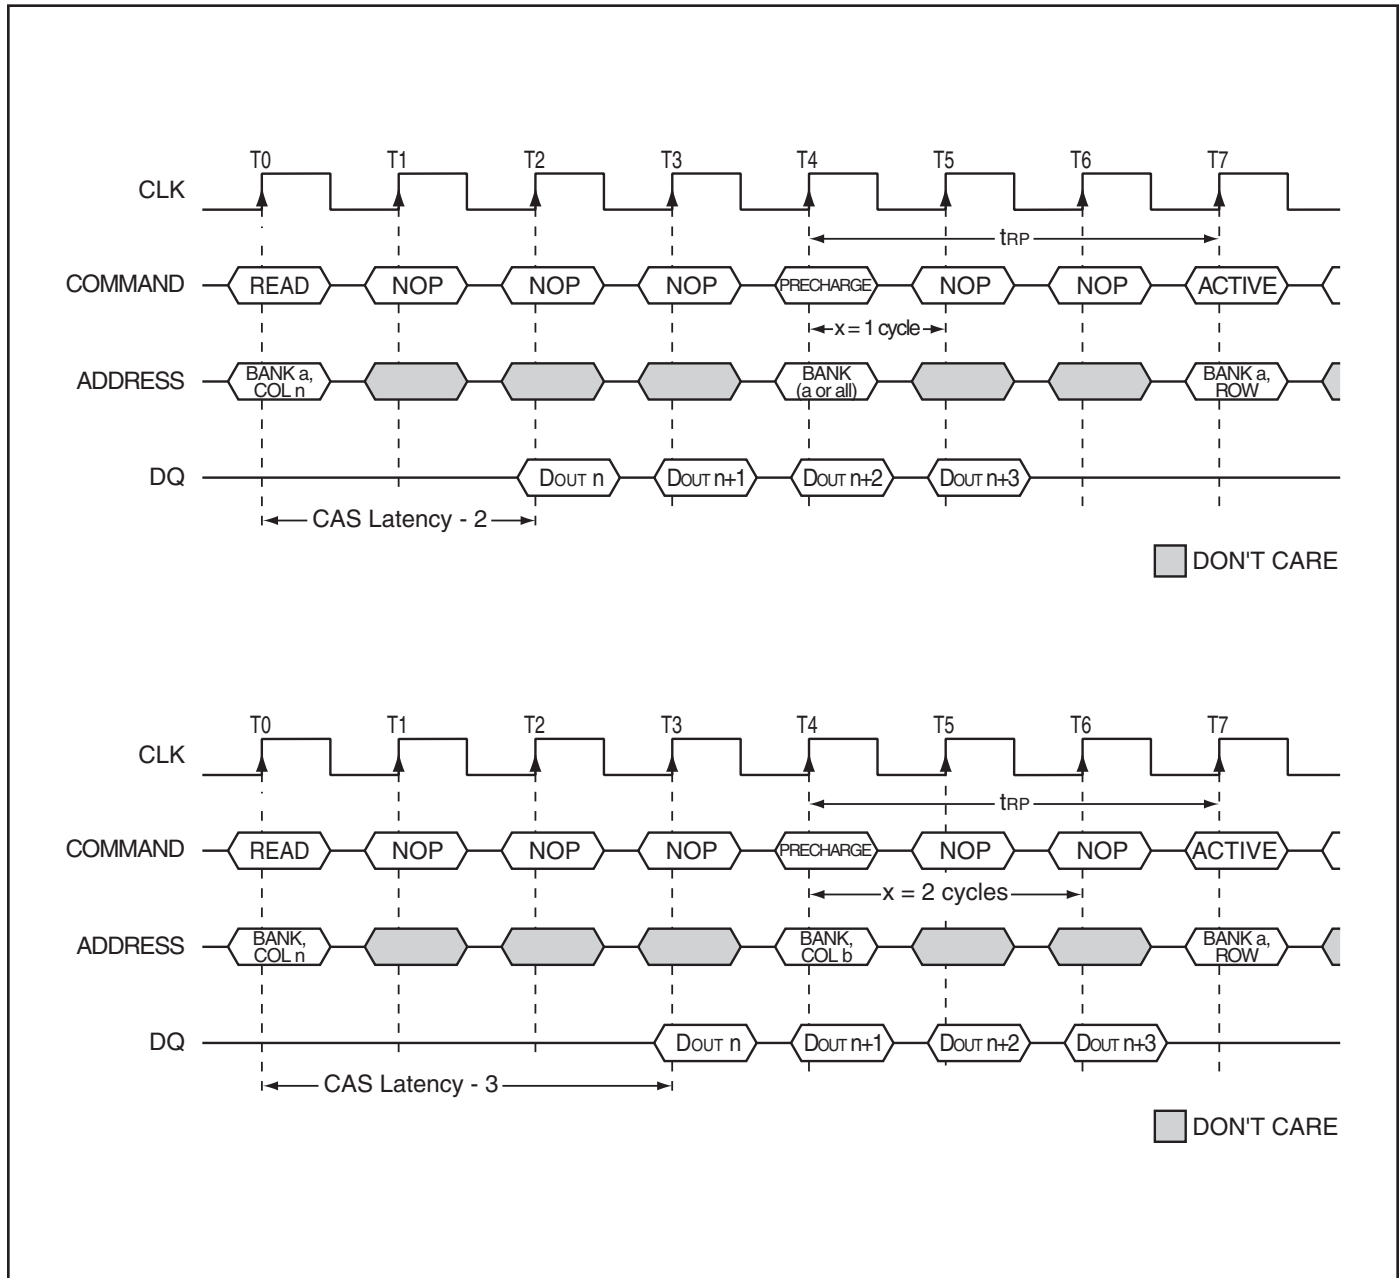 T0 T1 T2 T3 T4 T5 T6 T7
CLK
tRP
COMMAND READ NOP NOP NOP PRECHARGE NOP NOP ACTIVE
x = 1 cycle
ADDRESS BANK a, COL n BANK (a or all) BANK a, ROW
DQ DOUT n DOUT n+1 DOUT n+2 DOUT n+3
CAS Latency - 2
DON'T CARE
T0 T1 T2 T3 T4 T5 T6 T7
CLK
tRP
COMMAND READ NOP NOP NOP PRECHARGE NOP NOP ACTIVE
x = 2 cycles
ADDRESS BANK, COL n BANK, COL b BANK a, ROW
DQ DOUT n DOUT n+1 DOUT n+2 DOUT n+3
CAS Latency - 3
DON'T CARE